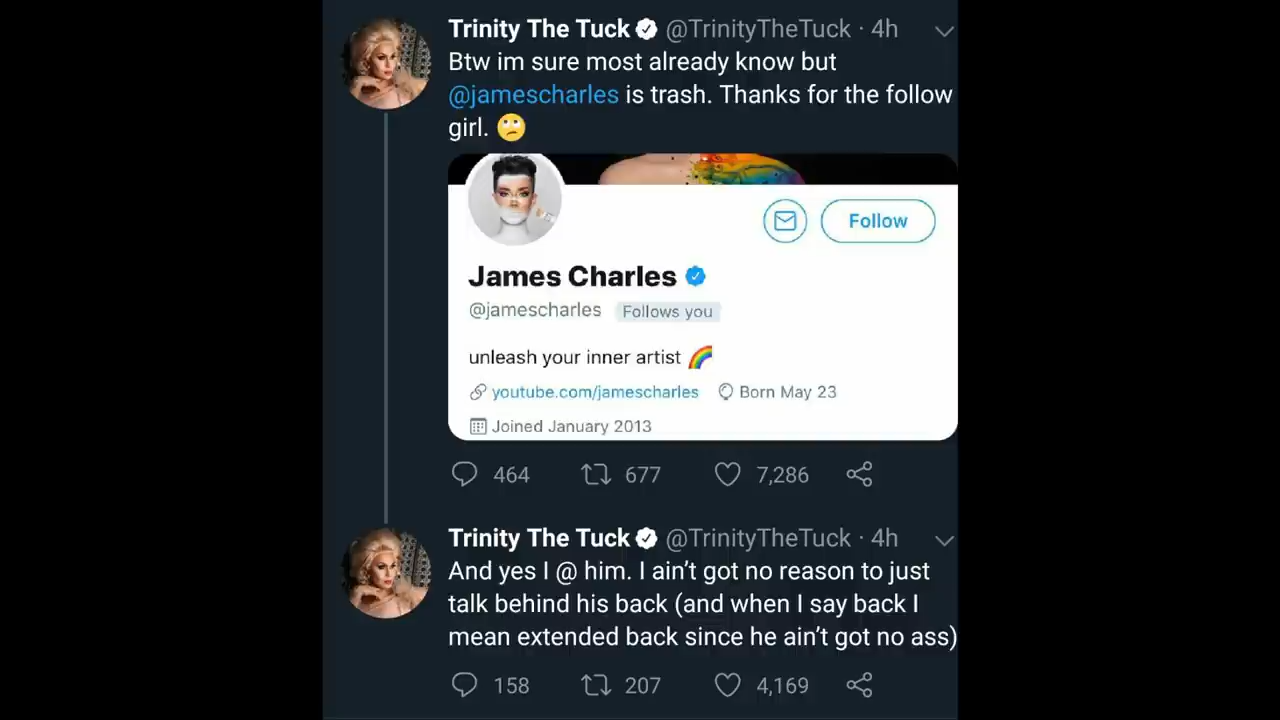 Trinity The Tuck @TrinityTheTuck · 4h
Btw im sure most already know but
@jamescharles is trash. Thanks for the follow
girl. 🙄
Follow
James Charles
@jamescharles Follows you
unleash your inner artist 🌈
youtube.com/jamescharles Born May 23
Joined January 2013
464 677 7,286
Trinity The Tuck @TrinityTheTuck · 4h
And yes I @ him. I ain't got no reason to just
talk behind his back (and when I say back I
mean extended back since he ain't got no ass)
158 207 4,169